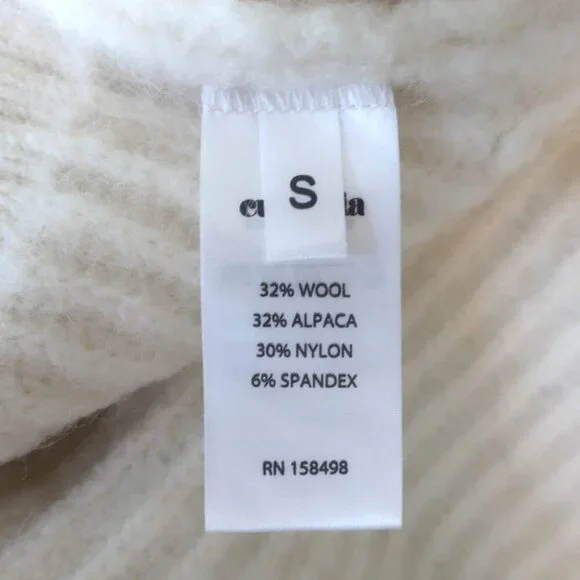 S
32% WOOL
32% ALPACA
30% NYLON
6% SPANDEX
RN 158498